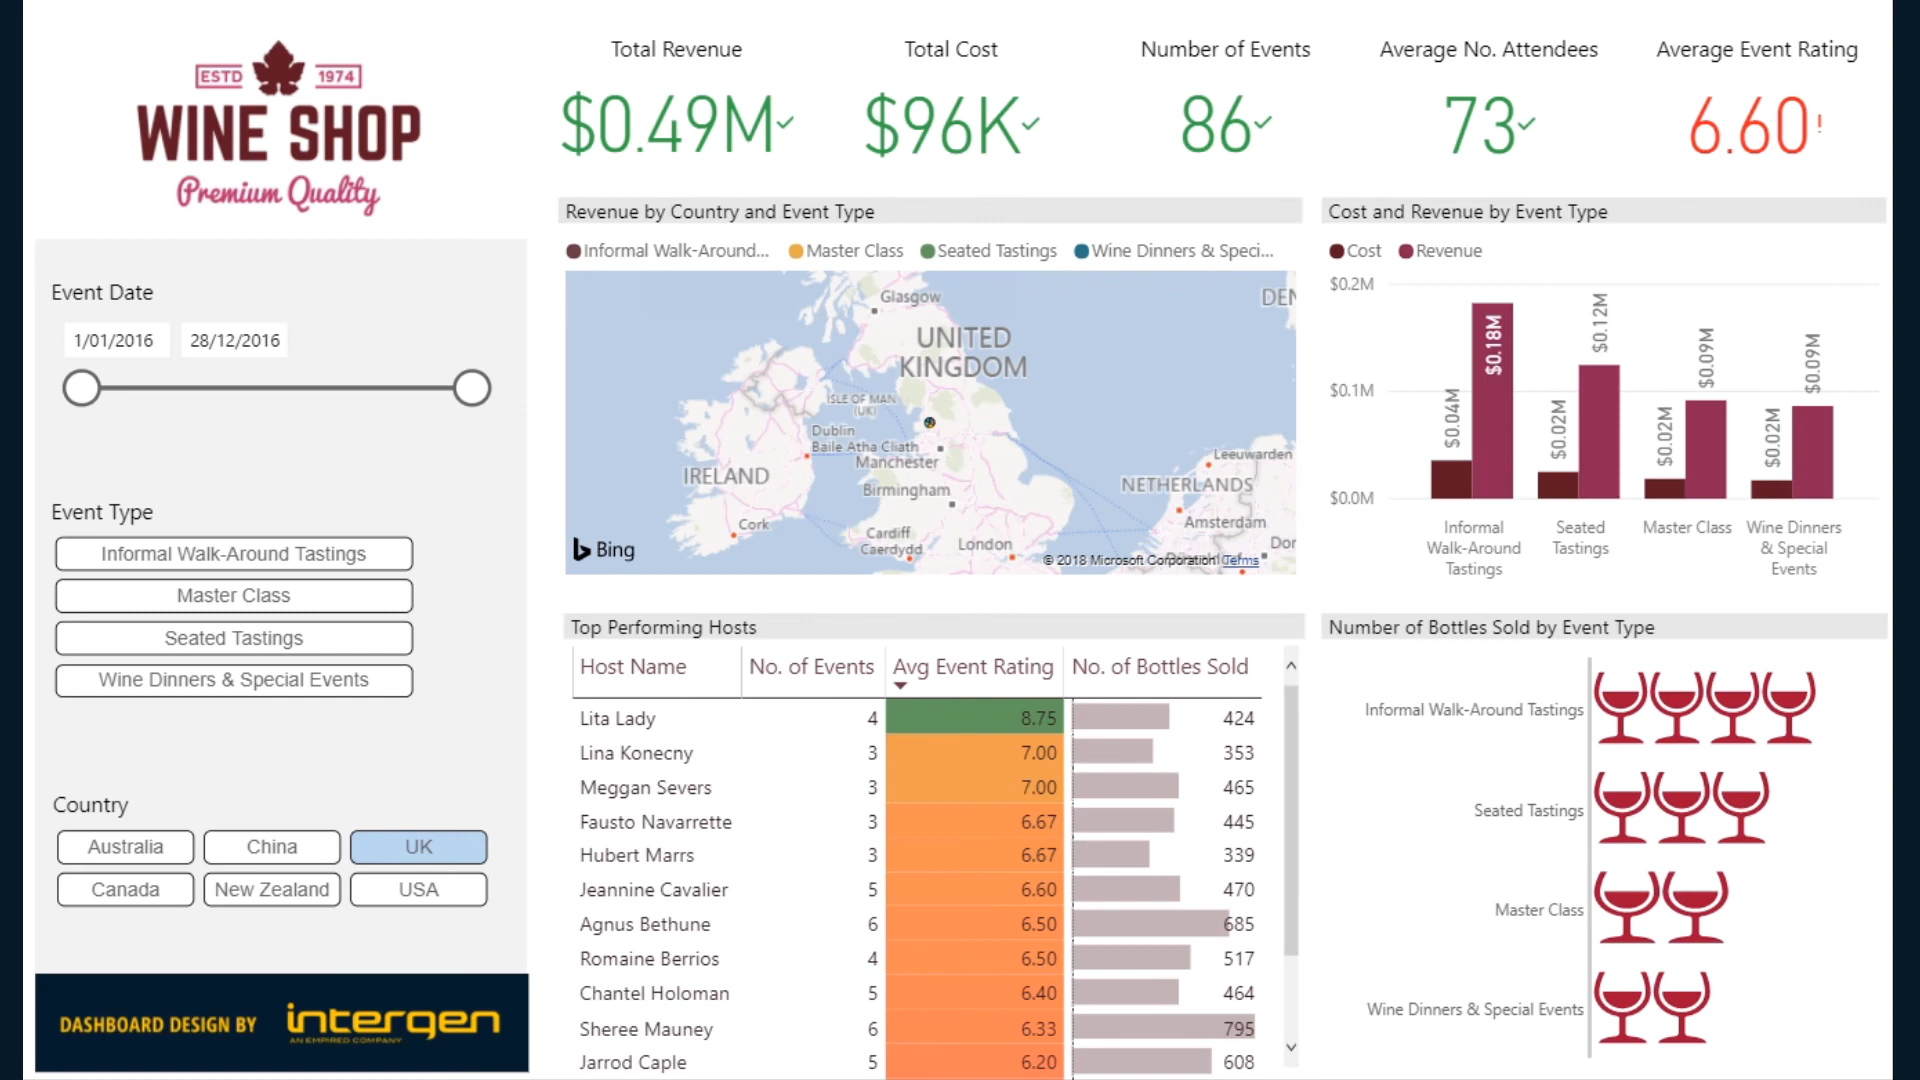 ESTD 1974
WINE SHOP
Premium Quality
Total Revenue
$0.49M
Total Cost
$96K
Number of Events
86
Average No. Attendees
73
Average Event Rating
6.60!
Event Date
1/01/2016 28/12/2016
Event Type
Informal Walk-Around Tastings
Master Class
Seated Tastings
Wine Dinners & Special Events
Country
Australia China UK
Canada New Zealand USA
DASHBOARD DESIGN BY intergen
AN EMPIRED COMPANY
Revenue by Country and Event Type
Informal Walk-Around... Master Class Seated Tastings Wine Dinners & Speci...
Glasgow
DEN
UNITED
KINGDOM
ISLE OF MAN
(UK)
Dublin
Baile Atha Cliath
Manchester
IRELAND
Leeuwarden
NETHERLANDS
Birmingham
Cork
Amsterdam
Cardiff
Caerdydd
London
Dor
Bing
© 2018 Microsoft Corporation Terms
Cost and Revenue by Event Type
Cost Revenue
$0.2M
$0.1M
$0.0M
$0.04M
$0.18M
$0.02M
$0.12M
$0.02M
$0.09M
$0.02M
$0.09M
Informal
Walk-Around
Tastings
Seated
Tastings
Master Class
Wine Dinners
& Special
Events
Top Performing Hosts
Host Name No. of Events Avg Event Rating No. of Bottles Sold
Lita Lady 4 8.75 424
Lina Konecny 3 7.00 353
Meggan Severs 3 7.00 465
Fausto Navarrette 3 6.67 445
Hubert Marrs 3 6.67 339
Jeannine Cavalier 5 6.60 470
Agnus Bethune 6 6.50 685
Romaine Berrios 4 6.50 517
Chantel Holoman 5 6.40 464
Sheree Mauney 6 6.33 795
Jarrod Caple 5 6.20 608
Number of Bottles Sold by Event Type
Informal Walk-Around Tastings
Seated Tastings
Master Class
Wine Dinners & Special Events